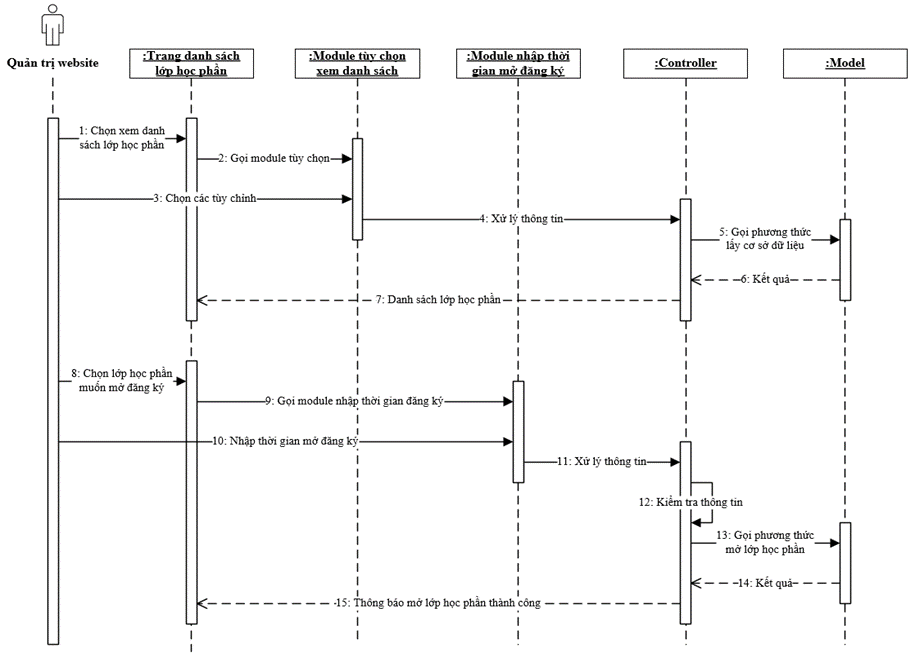 Quản trị website
:Trang danh sách
lớp học phần
:Module tùy chọn
xem danh sách
:Module nhập thời
gian mở đăng ký
:Controller
:Model
1: Chọn xem danh
sách lớp học phần
2: Gọi module tùy chọn
3: Chọn các tùy chỉnh
4: Xử lý thông tin
5: Gọi phương thức
lấy cơ sở dữ liệu
6: Kết quả
7: Danh sách lớp học phần
8: Chọn lớp học phần
muốn mở đăng ký
9: Gọi module nhập thời gian đăng ký
10: Nhập thời gian mở đăng ký
11: Xử lý thông tin
12: Kiểm tra thông tin
13: Gọi phương thức
mở lớp học phần
14: Kết quả
15: Thông báo mở lớp học phần thành công